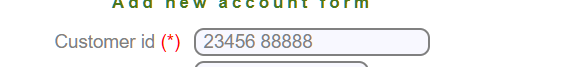 Add new account form
Customer id (*) 23456 88888